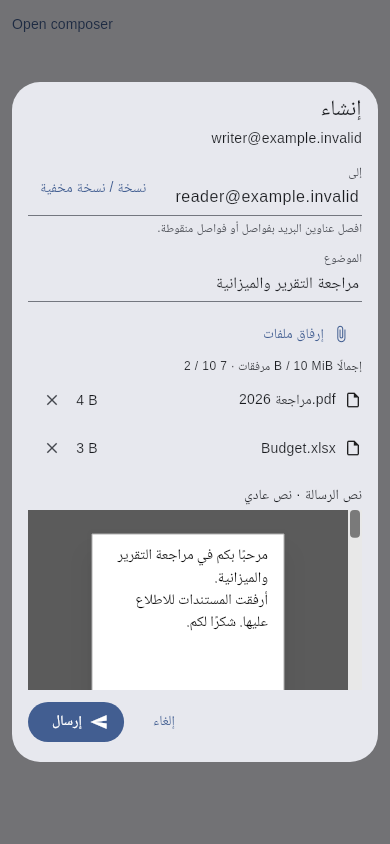 Open composer
إنشاء
writer@example.invalid
إلى
reader@example.invalid
نسخة / نسخة مخفية
افصل عناوين البريد بفواصل أو فواصل منقوطة.
الموضوع
مراجعة التقرير والميزانية
إرفاق ملفات
2 / 10 مرفقات · 7 B / 10 MiB إجمالًا
مراجعة 2026.pdf
4 B
Budget.xlsx
3 B
نص الرسالة · نص عادي
مرحبًا بكم في مراجعة التقرير
والميزانية.
أرفقت المستندات للاطلاع
عليها. شكرًا لكم.
إرسال
إلغاء